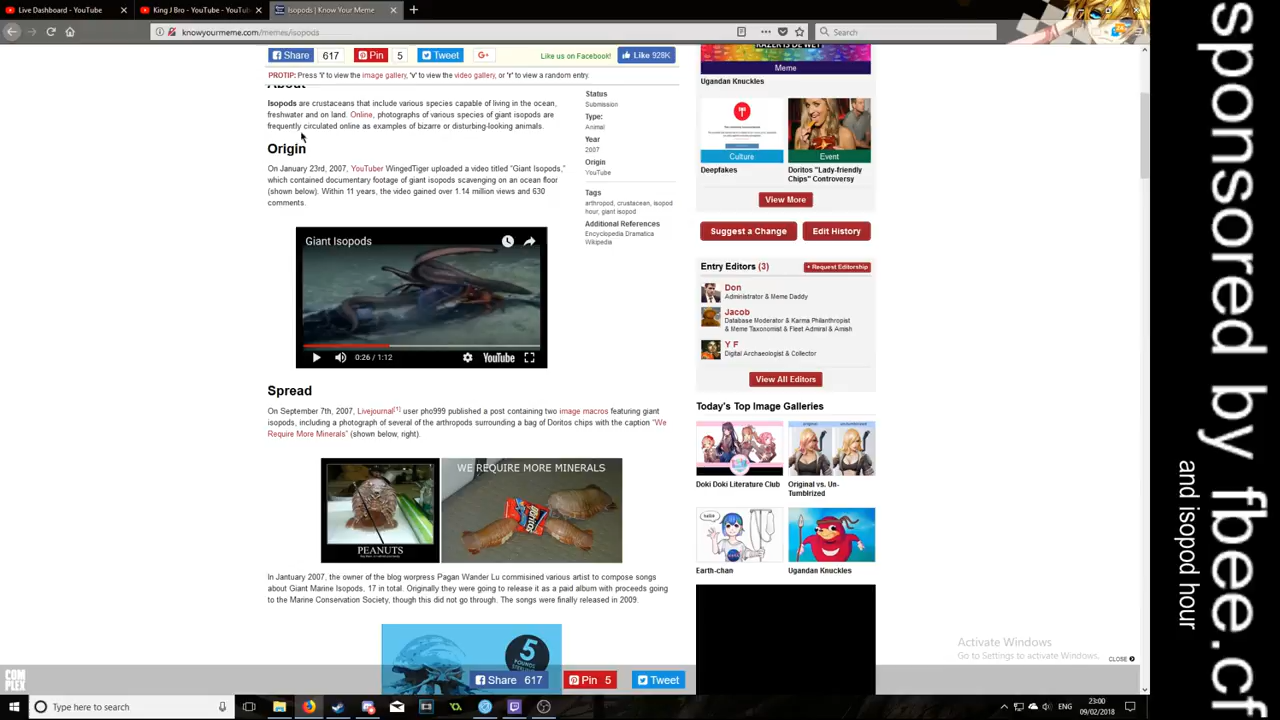 Live Dashboard - YouTube
King J Bro - YouTube - YouTu
Isopods | Know Your Meme
knowyourmeme.com/memes/isopods
Search
Share 617 Pin 5 Tweet G+
Like us on Facebook! Like 928K
PROTIP: Press 'i' to view the image gallery, 'v' to view the video gallery, or 'r' to view a random entry.
About
Isopods are crustaceans that include various species capable of living in the ocean,
freshwater and on land. Online, photographs of various species of giant isopods are
frequently circulated online as examples of bizarre or disturbing-looking animals.
Origin
On January 23rd, 2007, YouTuber WingedTiger uploaded a video titled "Giant Isopods,"
which contained documentary footage of giant isopods scavenging on an ocean floor
(shown below). Within 11 years, the video gained over 1.14 million views and 630
comments.
Status
Submission
Type:
Animal
Year
2007
Origin
YouTube
Tags
arthropod, crustacean, isopod
hour, giant isopod
Additional References
Encyclopedia Dramatica
Wikipedia
Giant Isopods
0:26 / 1:12
YouTube
Spread
On September 7th, 2007, Livejournal[1] user pho999 published a post containing two image macros featuring giant
isopods, including a photograph of several of the arthropods surrounding a bag of Doritos chips with the caption "We
Require More Minerals" (shown below, right).
PEANUTS
WE REQUIRE MORE MINERALS
Doritos
In Jantuary 2007, the owner of the blog worpress Pagan Wander Lu commisined various artist to compose songs
about Giant Marine Isopods, 17 in total. Originally they were going to release it as a paid album with proceeds going
to the Marine Conservation Society, though this did not go through. The songs were finally released in 2009.
5
POUNDS
Share 617 Pin 5 Tweet
COM
PLEX
Meme
Ugandan Knuckles
Culture
Deepfakes
Event
Doritos "Lady-friendly
Chips" Controversy
View More
Suggest a Change
Edit History
Entry Editors (3)
+ Request Editorship
Don
Administrator & Meme Daddy
Jacob
Database Moderator & Karma Philanthropist
& Meme Taxonomist & Fleet Admiral & Amish
Y F
Digital Archaeologist & Collector
View All Editors
Today's Top Image Galleries
original
Doki Doki Literature Club
Original vs. Un-
Tumblrized
hello!
NASA
Earth-chan
Ugandan Knuckles
Activate Windows
Go to Settings to activate Windows.
CLOSE
Type here to search
ENG
23:00
09/02/2018
sponsored by fbee.cf
and isopod hour